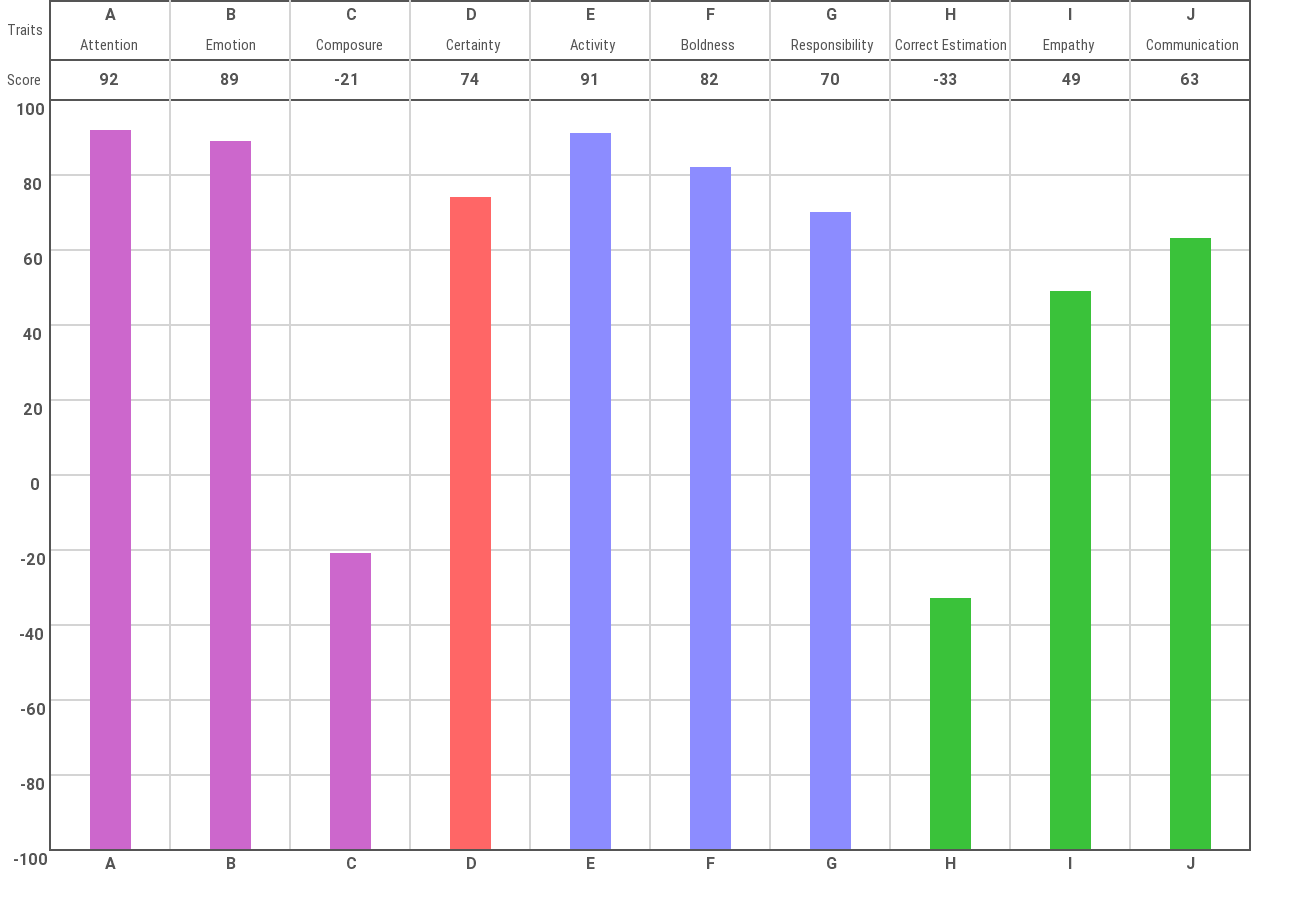 Traits
A B C D E F G H I J
Attention Emotion Composure Certainty Activity Boldness Responsibility Correct Estimation Empathy Communication
Score 92 89 -21 74 91 82 70 -33 49 63
100
80
60
40
20
0
-20
-40
-60
-80
-100
A B C D E F G H I J